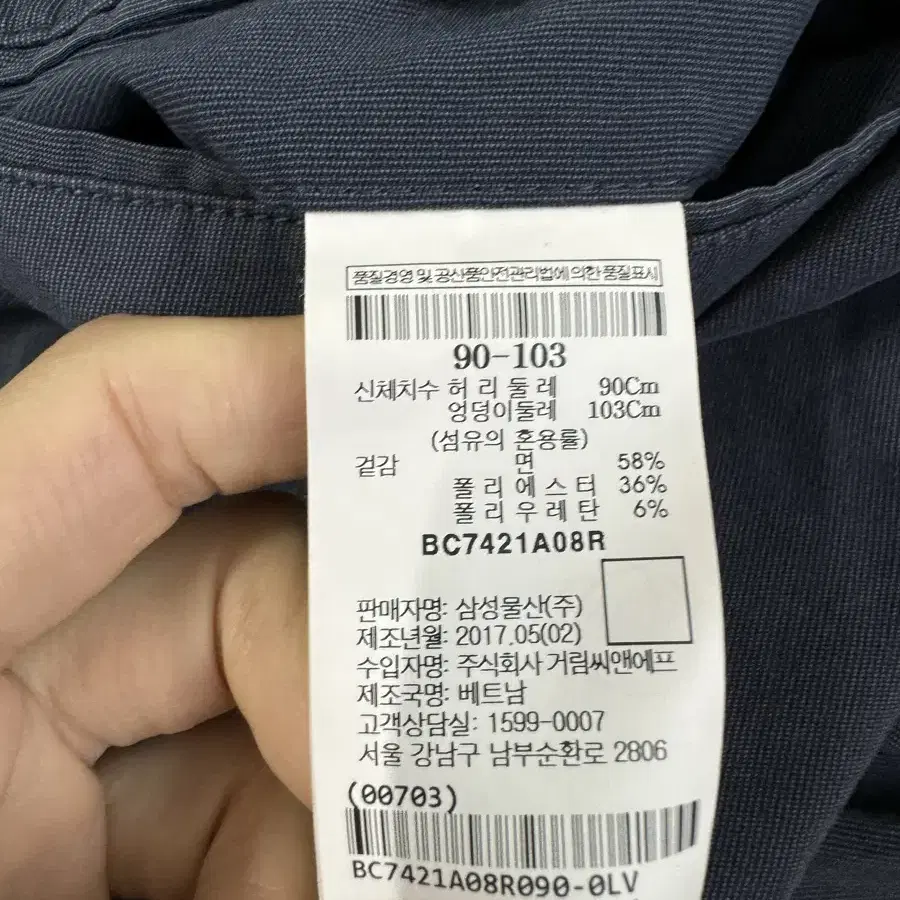 품질경영 및 공산품안전관리법에 의한 품질표시
90-103
신체치수 허 리 둘 레 90Cm
엉덩이둘레 103Cm
(섬유의 혼용률)
겉감 면 58%
폴 리 에 스 터 36%
폴 리 우 레 탄 6%
BC7421A08R
판매자명: 삼성물산(주)
제조년월: 2017.05(02)
수입자명: 주식회사 거림씨앤에프
제조국명: 베트남
고객상담실: 1599-0007
서울 강남구 남부순환로 2806
(00703)
BC7421A08R090-0LV